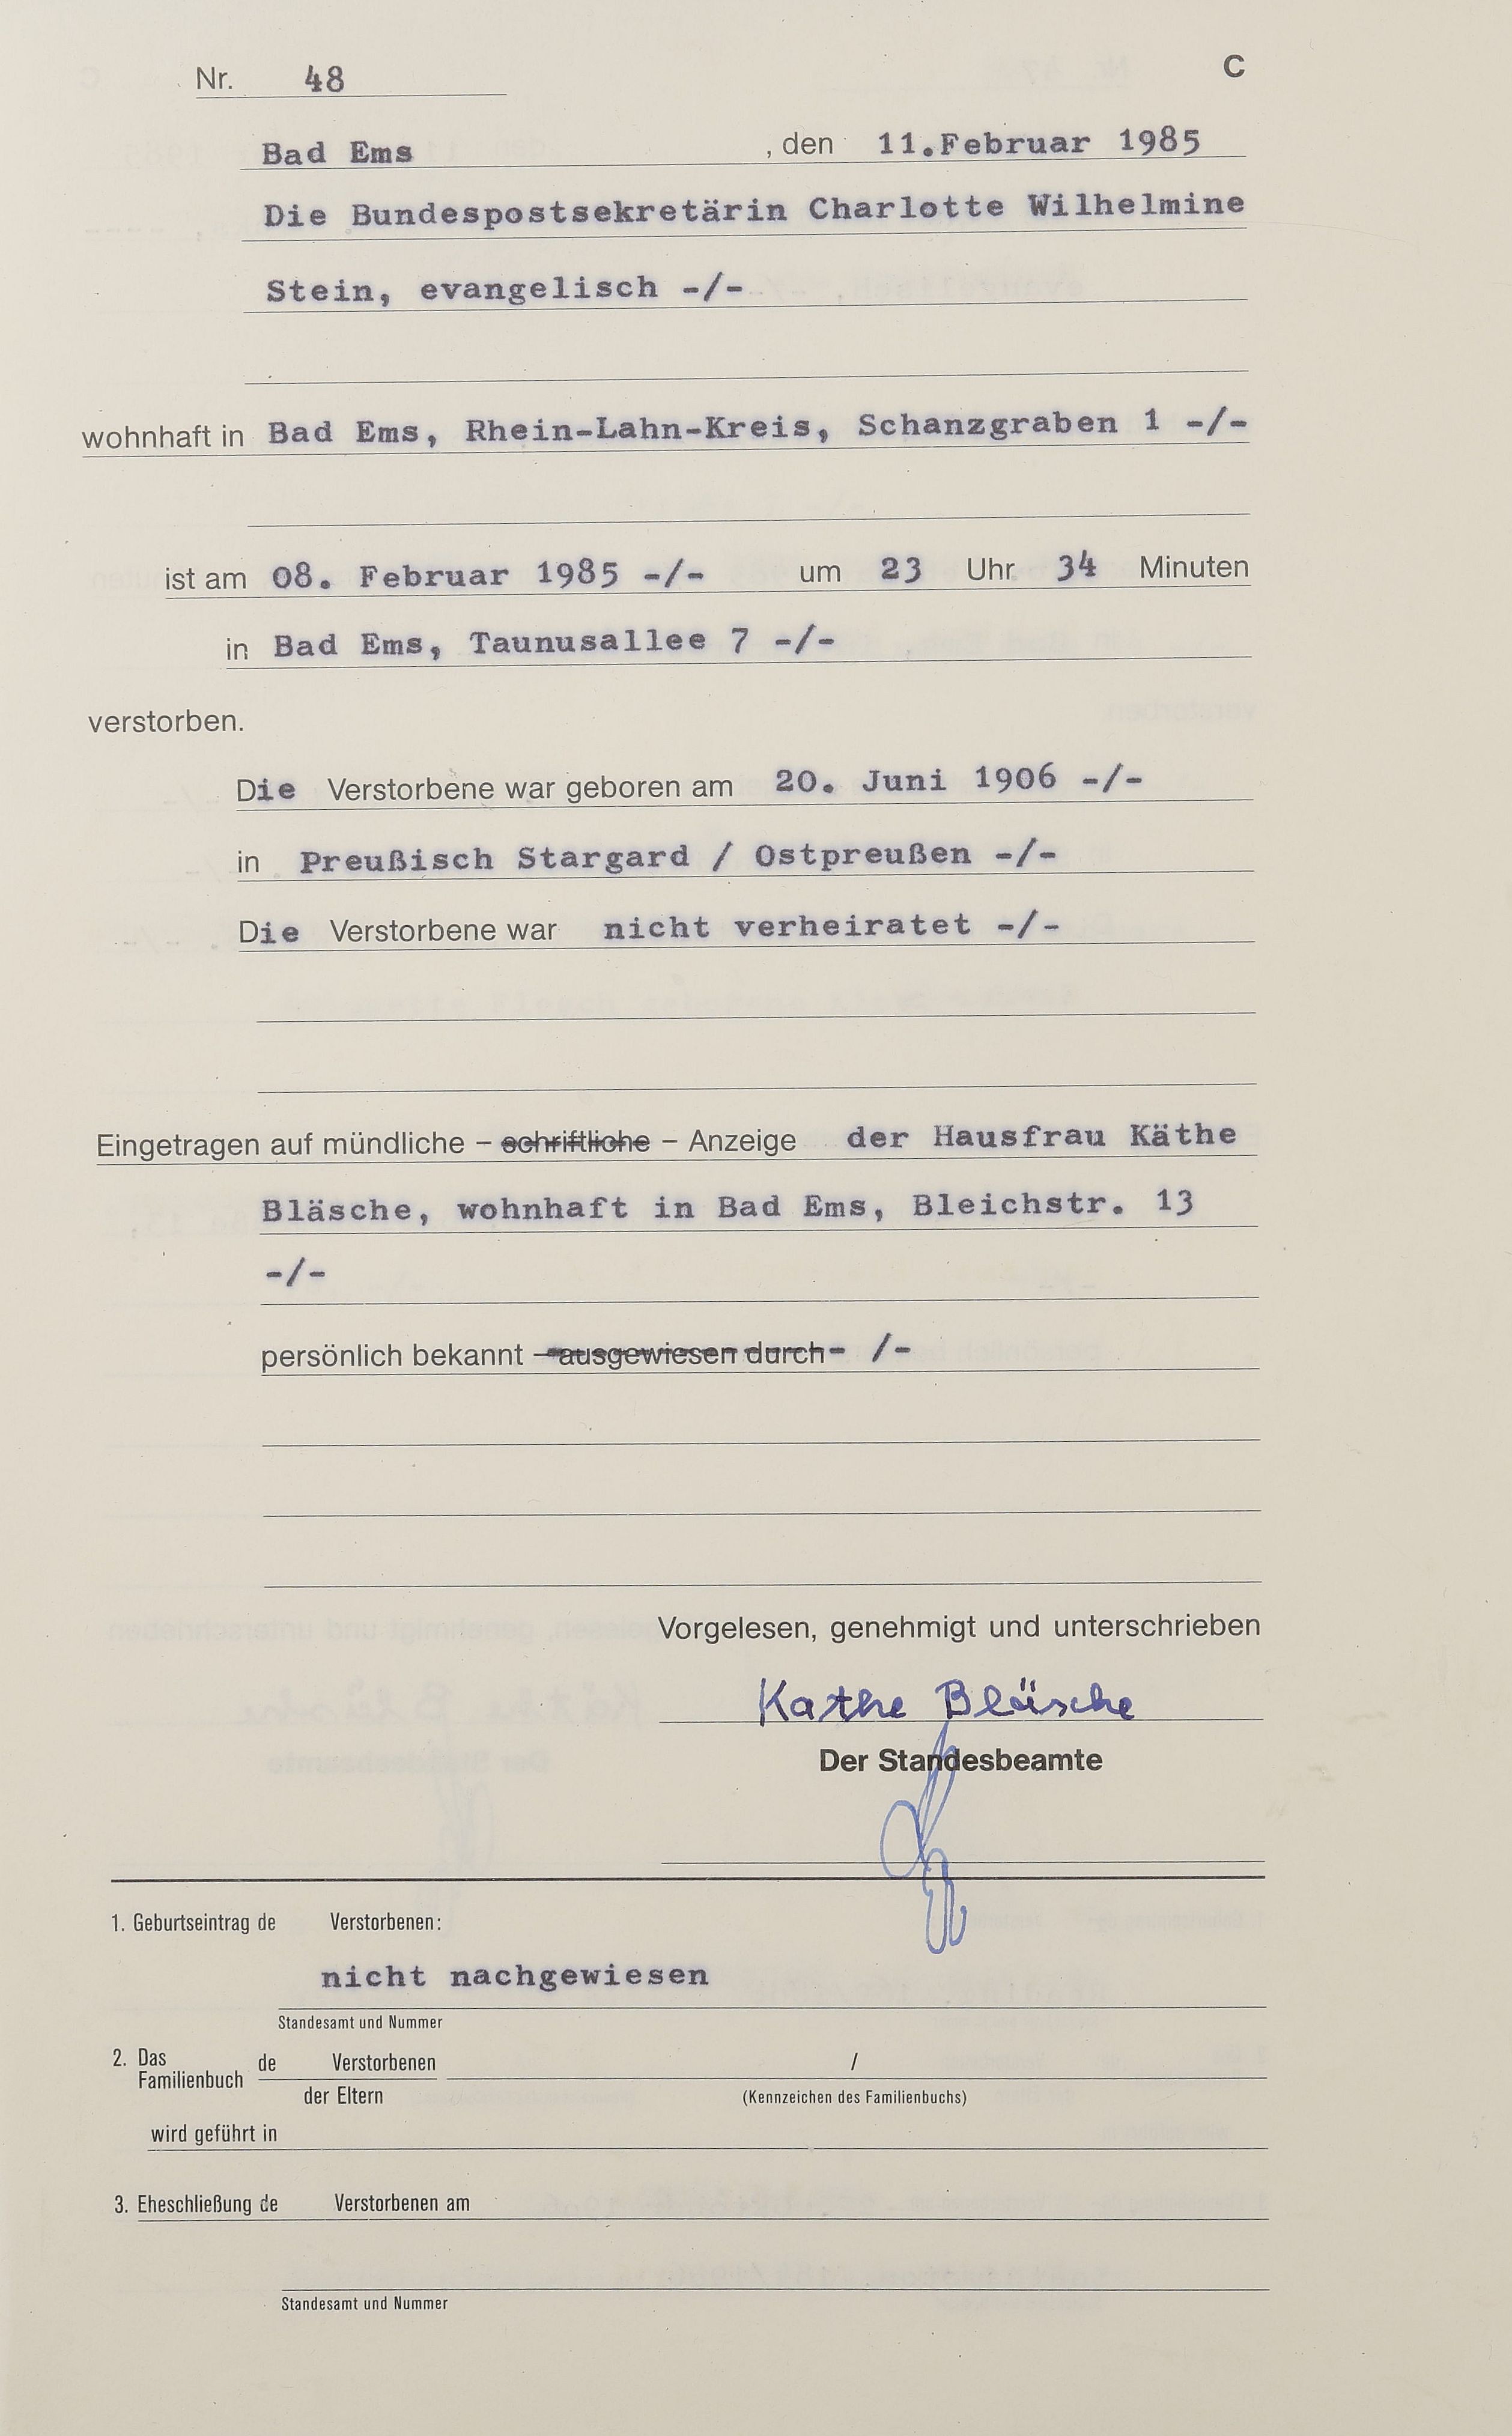 Nr. 48 C
Bad Ems , den 11.Februar 1985
Die Bundespostsekretärin Charlotte Wilhelmine
Stein, evangelisch -/-
wohnhaft in Bad Ems, Rhein-Lahn-Kreis, Schanzgraben 1 -/-
ist am 08. Februar 1985 -/- um 23 Uhr 34 Minuten
in Bad Ems, Taunusallee 7 -/-
verstorben.
Die Verstorbene war geboren am 20. Juni 1906 -/-
in Preußisch Stargard / Ostpreußen -/-
Die Verstorbene war nicht verheiratet -/-
Eingetragen auf mündliche – schriftliche – Anzeige der Hausfrau Käthe
Bläsche, wohnhaft in Bad Ems, Bleichstr. 13
-/-
persönlich bekannt – ausgewiesen durch - /-
Vorgelesen, genehmigt und unterschrieben
Kathe Bläsche
Der Standesbeamte
1. Geburtseintrag de Verstorbenen:
nicht nachgewiesen
Standesamt und Nummer
2. Das Familienbuch de Verstorbenen /
der Eltern (Kennzeichen des Familienbuchs)
wird geführt in
3. Eheschließung de Verstorbenen am
Standesamt und Nummer